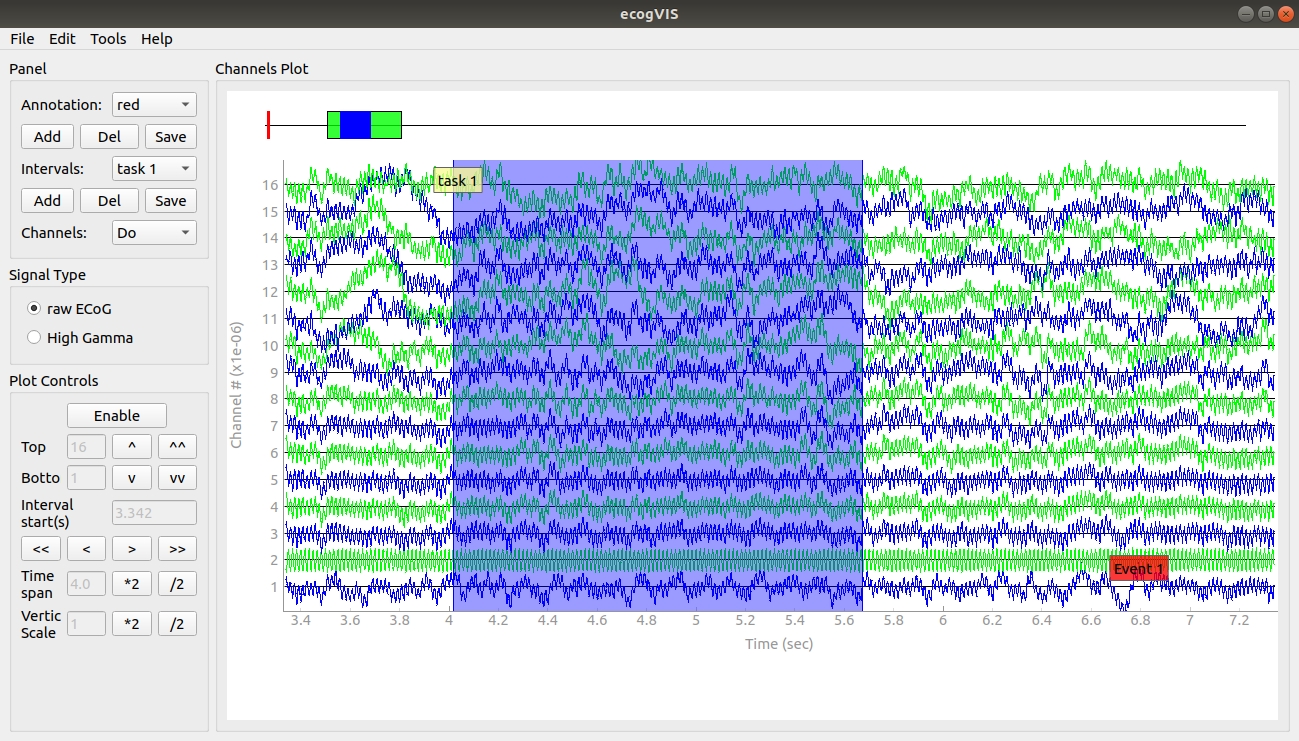 ecogVIS
File Edit Tools Help
Panel
Annotation: red
Add Del Save
Intervals: task 1
Add Del Save
Channels: Do
Signal Type
raw ECoG
High Gamma
Plot Controls
Enable
Top 16 ^ ^^
Botto 1 v vv
Interval
start(s) 3.342
<< < > >>
Time
span 4.0 *2 /2
Vertic
Scale 1 *2 /2
Channels Plot
task 1
16
15
14
13
12
11
10
9
8
7
6
5
4
3
2
1
Channel # (x1e-06)
Event 1
3.4 3.6 3.8 4 4.2 4.4 4.6 4.8 5 5.2 5.4 5.6 5.8 6 6.2 6.4 6.6 6.8 7 7.2
Time (sec)